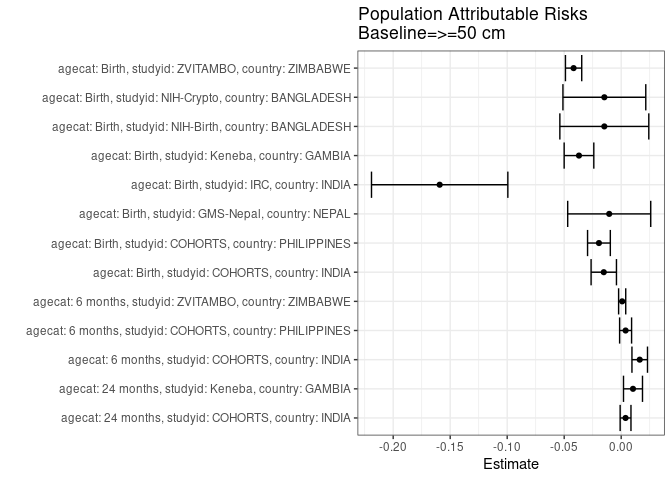 Population Attributable Risks
Baseline=>=50 cm
agecat: Birth, studyid: ZVITAMBO, country: ZIMBABWE
agecat: Birth, studyid: NIH-Crypto, country: BANGLADESH
agecat: Birth, studyid: NIH-Birth, country: BANGLADESH
agecat: Birth, studyid: Keneba, country: GAMBIA
agecat: Birth, studyid: IRC, country: INDIA
agecat: Birth, studyid: GMS-Nepal, country: NEPAL
agecat: Birth, studyid: COHORTS, country: PHILIPPINES
agecat: Birth, studyid: COHORTS, country: INDIA
agecat: 6 months, studyid: ZVITAMBO, country: ZIMBABWE
agecat: 6 months, studyid: COHORTS, country: PHILIPPINES
agecat: 6 months, studyid: COHORTS, country: INDIA
agecat: 24 months, studyid: Keneba, country: GAMBIA
agecat: 24 months, studyid: COHORTS, country: INDIA
-0.20 -0.15 -0.10 -0.05 0.00
Estimate